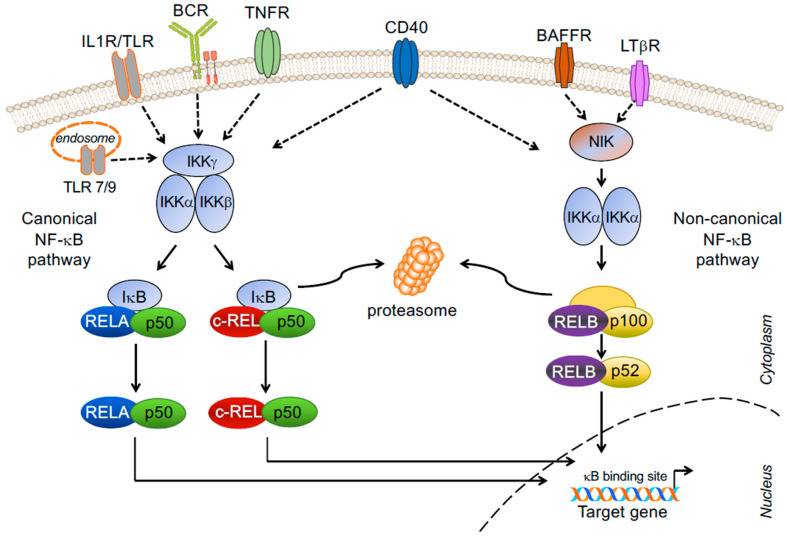 BCR
TNFR
CD40
IL1R/TLR
BAFFR
LTβR
endosome
TLR 7/9
IKKγ
NIK
IKKα
IKKβ
IKKα
IKKα
Canonical
NF-κB
pathway
Non-canonical
NF-κB
pathway
IκB
IκB
proteasome
RELA
p50
c-REL
p50
RELB
p100
RELB
p52
Cytoplasm
RELA
p50
c-REL
p50
κB binding site
Target gene
Nucleus